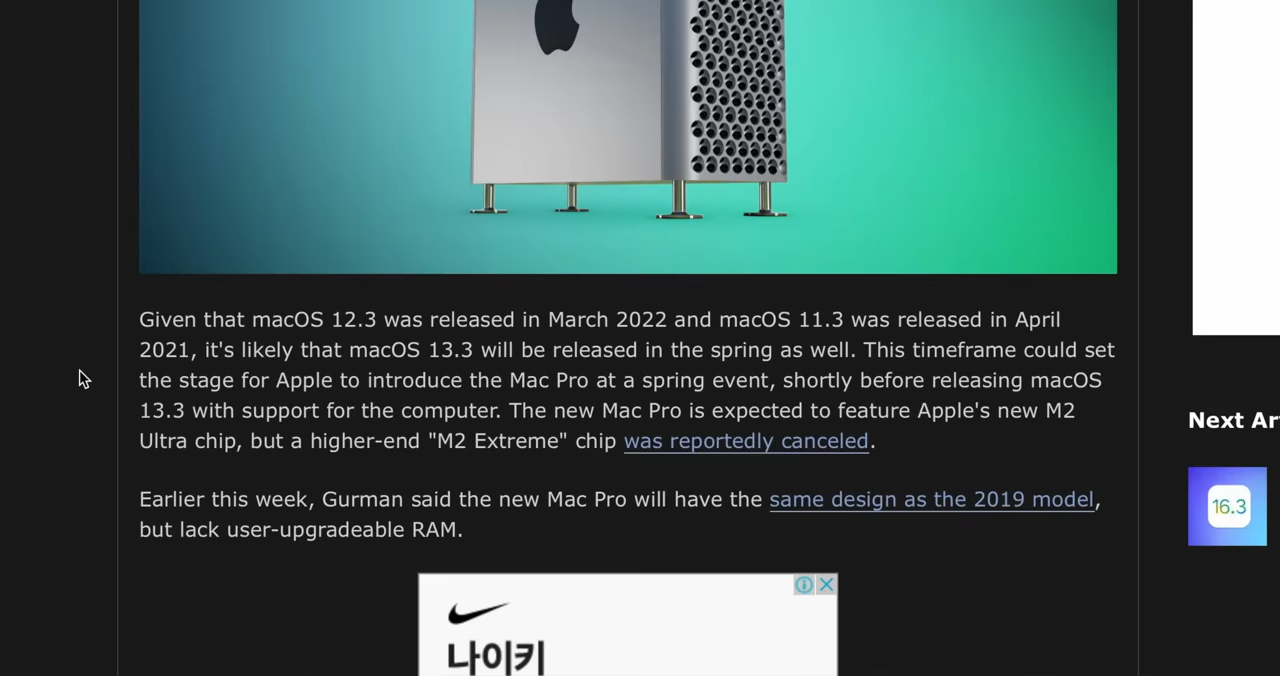 Given that macOS 12.3 was released in March 2022 and macOS 11.3 was released in April
2021, it's likely that macOS 13.3 will be released in the spring as well. This timeframe could set
the stage for Apple to introduce the Mac Pro at a spring event, shortly before releasing macOS
13.3 with support for the computer. The new Mac Pro is expected to feature Apple's new M2
Ultra chip, but a higher-end "M2 Extreme" chip was reportedly canceled.
Earlier this week, Gurman said the new Mac Pro will have the same design as the 2019 model,
but lack user-upgradeable RAM.
나이키
Next Ar
16.3